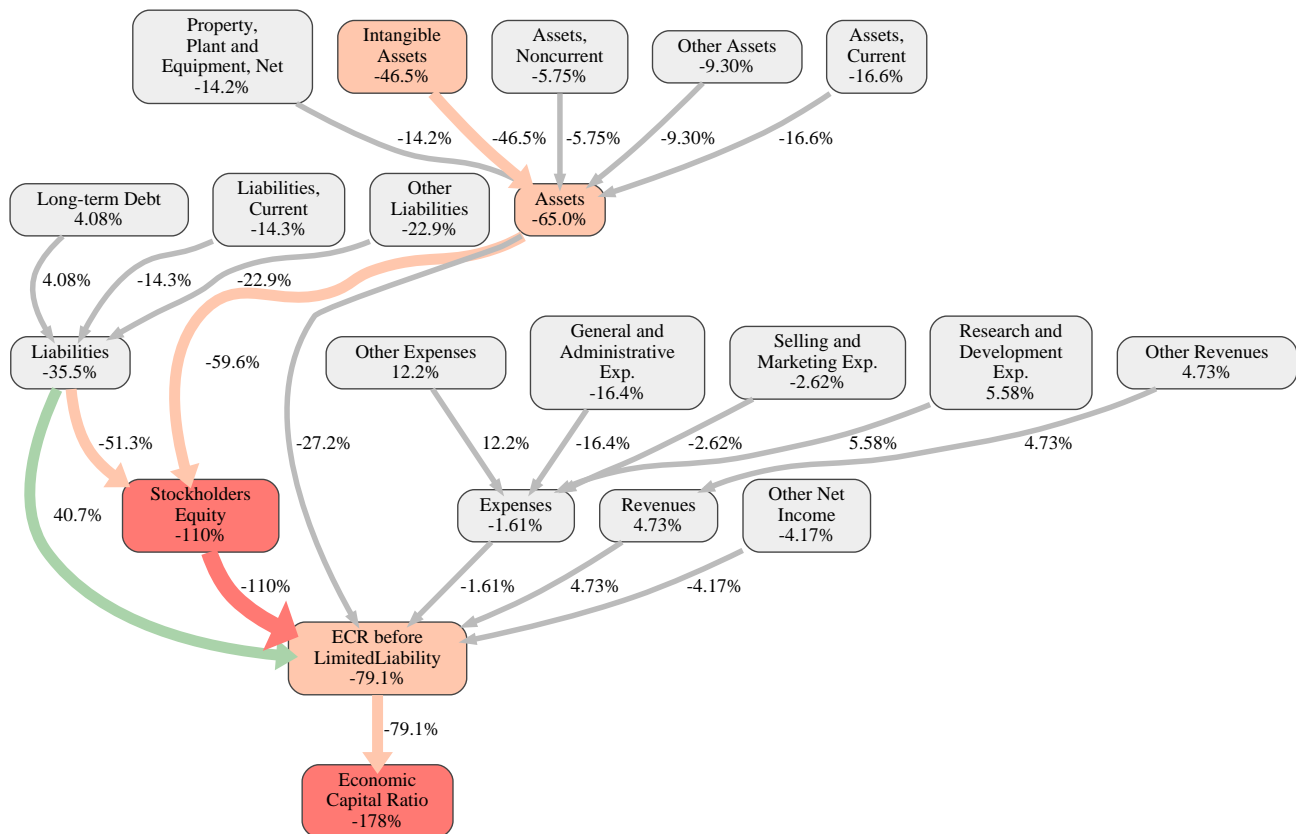 Property,
Plant and
Equipment, Net
-14.2%
Intangible
Assets
-46.5%
Assets,
Noncurrent
-5.75%
Other Assets
-9.30%
Assets,
Current
-16.6%
-14.2%
-46.5%
-5.75%
-9.30%
-16.6%
Long-term Debt
4.08%
Liabilities,
Current
-14.3%
Other
Liabilities
-22.9%
Assets
-65.0%
4.08%
-14.3%
-22.9%
Liabilities
-35.5%
-59.6%
Other Expenses
12.2%
General and
Administrative
Exp.
-16.4%
Selling and
Marketing Exp.
-2.62%
Research and
Development
Exp.
5.58%
Other Revenues
4.73%
-51.3%
-27.2%
12.2%
-16.4%
-2.62%
5.58%
4.73%
40.7%
Stockholders
Equity
-110%
Expenses
-1.61%
Revenues
4.73%
Other Net
Income
-4.17%
-110%
-1.61%
4.73%
-4.17%
ECR before
LimitedLiability
-79.1%
-79.1%
Economic
Capital Ratio
-178%